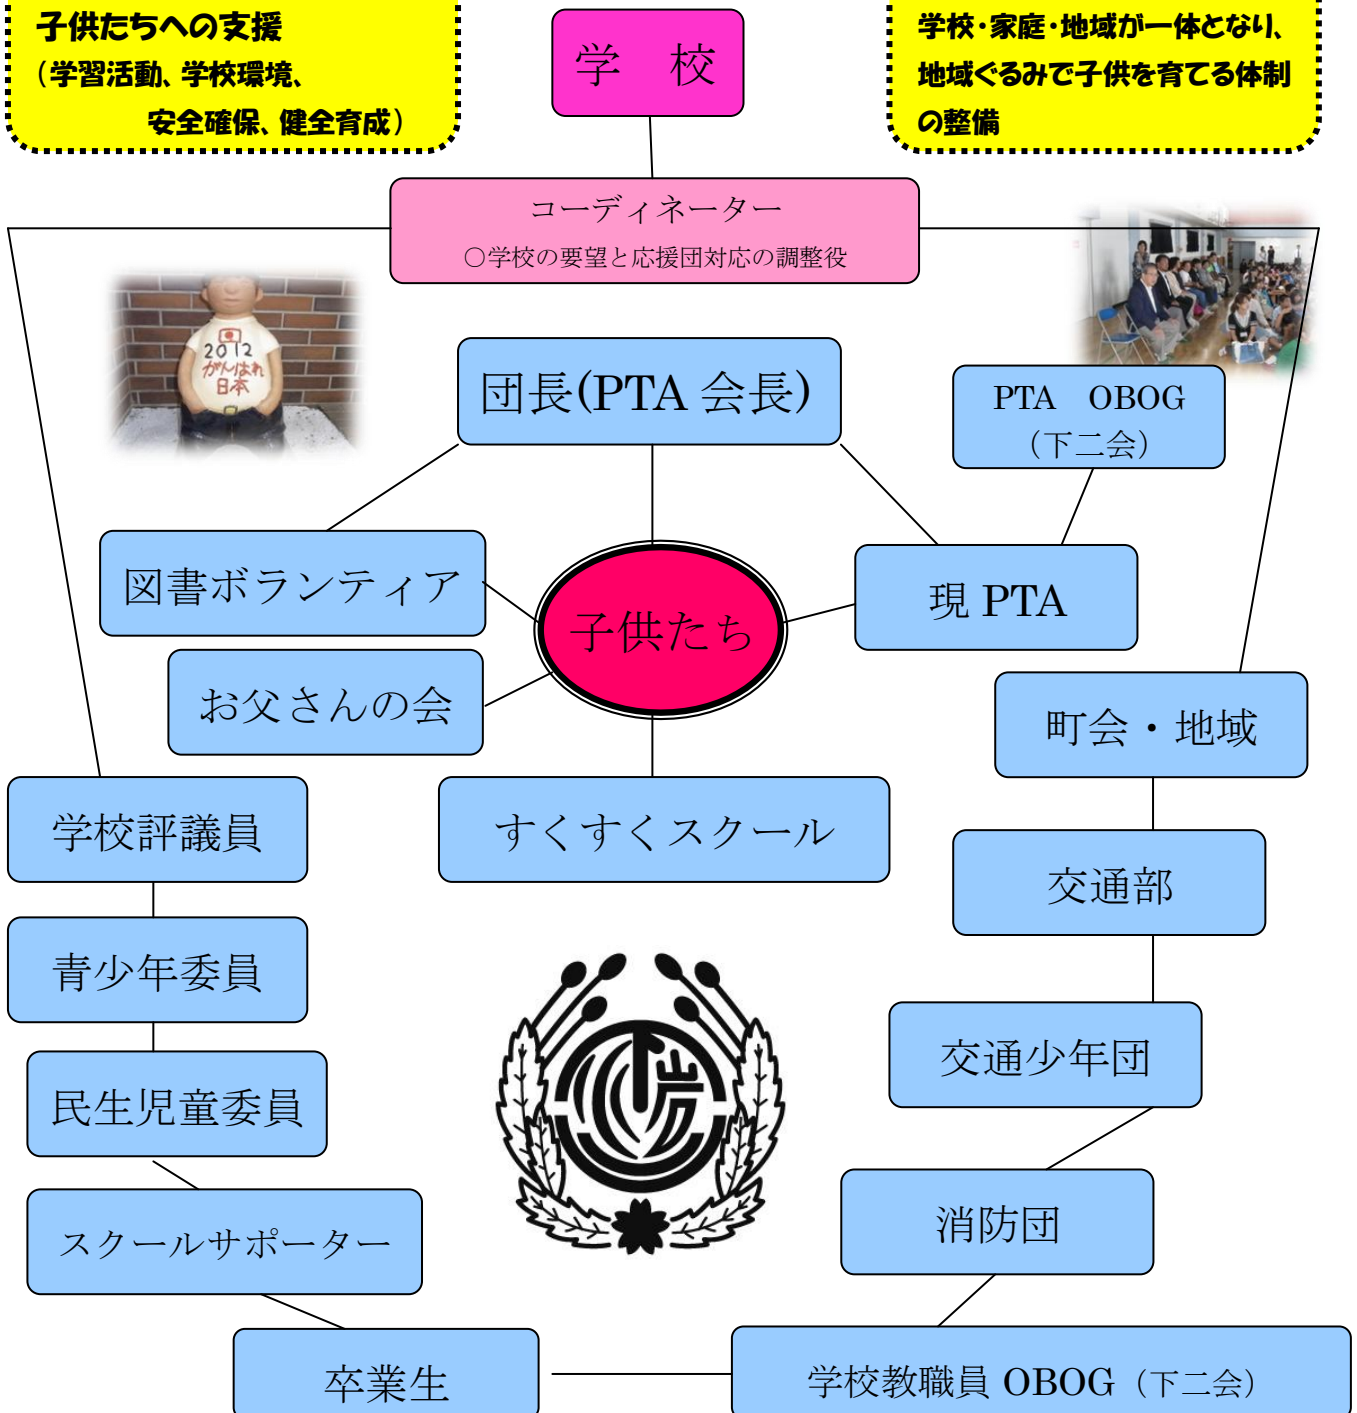 子供たちへの支援
（学習活動、学校環境、
安全確保、健全育成）
学　校
学校・家庭・地域が一体となり、
地域ぐるみで子供を育てる体制
の整備
コーディネーター
○学校の要望と応援団対応の調整役
2012
がんばれ
日本
団長(PTA 会長)
PTA　OBOG
（下二会）
図書ボランティア
子供たち
現 PTA
お父さんの会
町会・地域
学校評議員
すくすくスクール
交通部
青少年委員
交通少年団
民生児童委員
消防団
スクールサポーター
卒業生
学校教職員 OBOG（下二会）